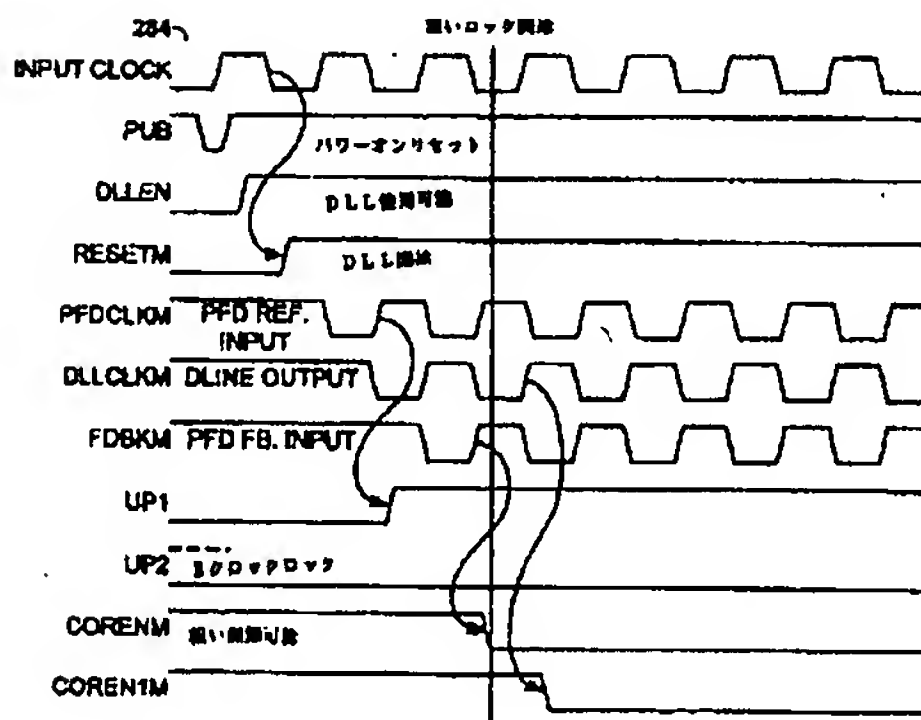 284
粗いロック開始
INPUT CLOCK
PUB
パワーオンリセット
DLLEN
DLL使用可能
RESETM
DLL開始
PFDCLKM PFD REF.
INPUT
DLLCLKM DLINE OUTPUT
FDBKM PFD FB. INPUT
UP1
UP2
クロックロック
CORENM
粗い制御可能
COREN1M